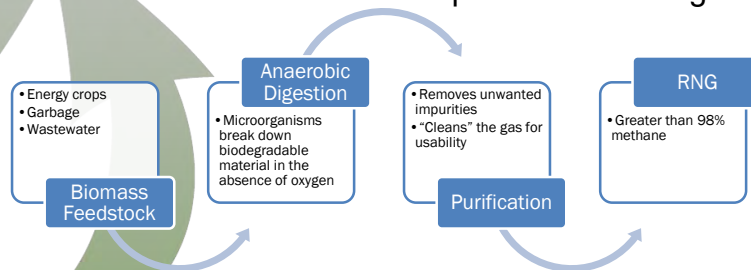 • Energy crops
• Garbage
• Wastewater
Biomass
Feedstock
Anaerobic
Digestion
• Microorganisms
break down
biodegradable
material in the
absence of oxygen
• Removes unwanted
impurities
• “Cleans” the gas for
usability
Purification
RNG
• Greater than 98%
methane